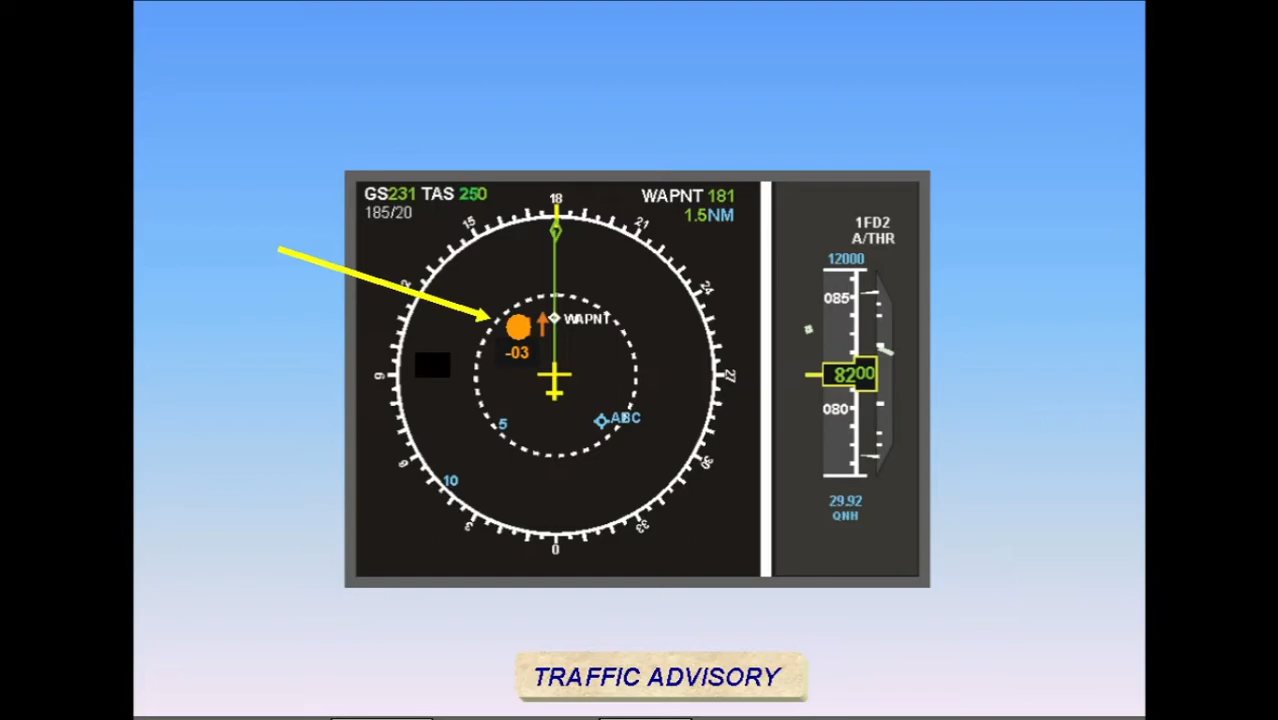 GS231 TAS 250
185/20
WAPNT 181
1.5NM
18
15
21
24
9
27
6
30
3
33
0
WAPNT
-03
5
ABC
10
1FD2
A/THR
12000
085
8200
080
29.92
QNH
TRAFFIC ADVISORY